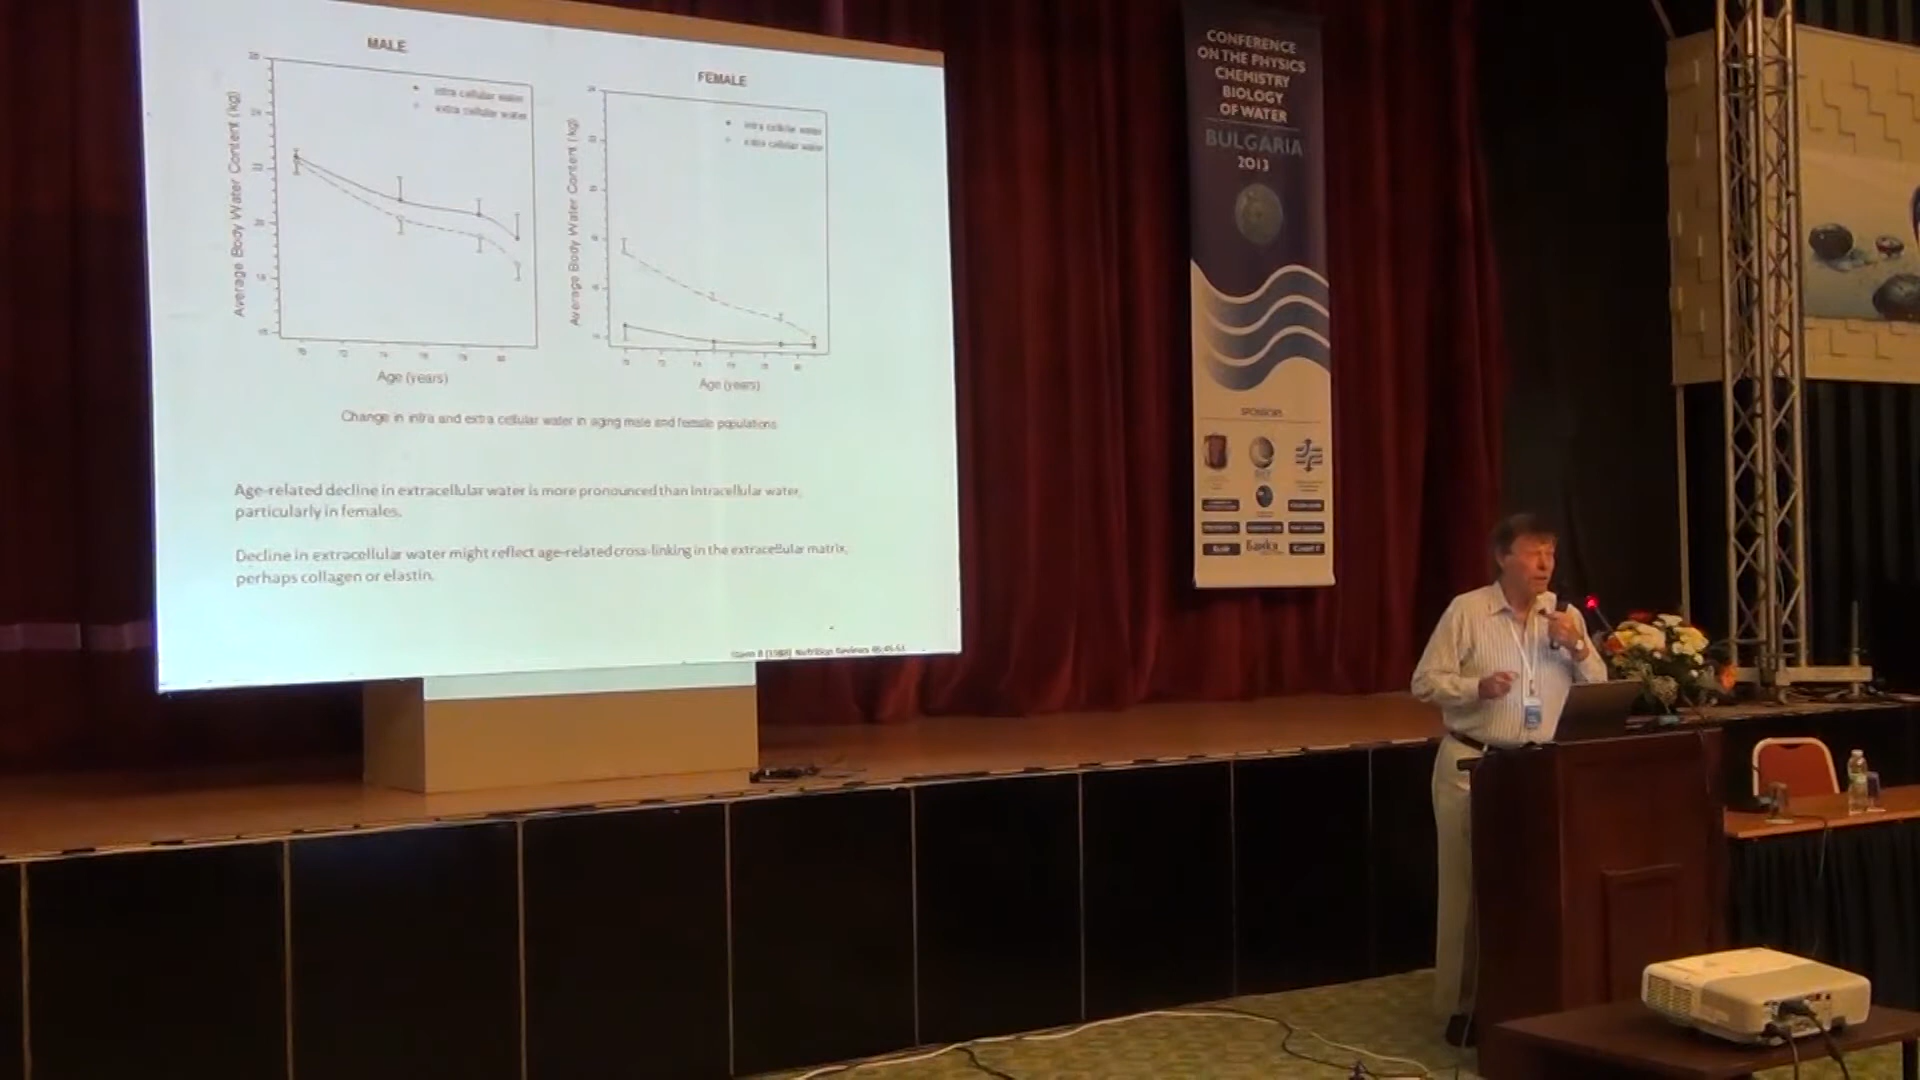 MALE
Average Body Water Content (kg)
intra cellular water
extra cellular water
Age (years)
FEMALE
Average Body Water Content (kg)
intra cellular water
extra cellular water
Age (years)
Change in intra and extra cellular water in aging male and female populations
Age-related decline in extracellular water is more pronounced than intracellular water,
particularly in females.
Decline in extracellular water might reflect age-related cross-linking in the extracellular matrix,
perhaps collagen or elastin.
Nutrition Reviews
CONFERENCE
ON THE PHYSICS
CHEMISTRY
BIOLOGY
OF WATER
BULGARIA
2013
SPONSORS
Банкя